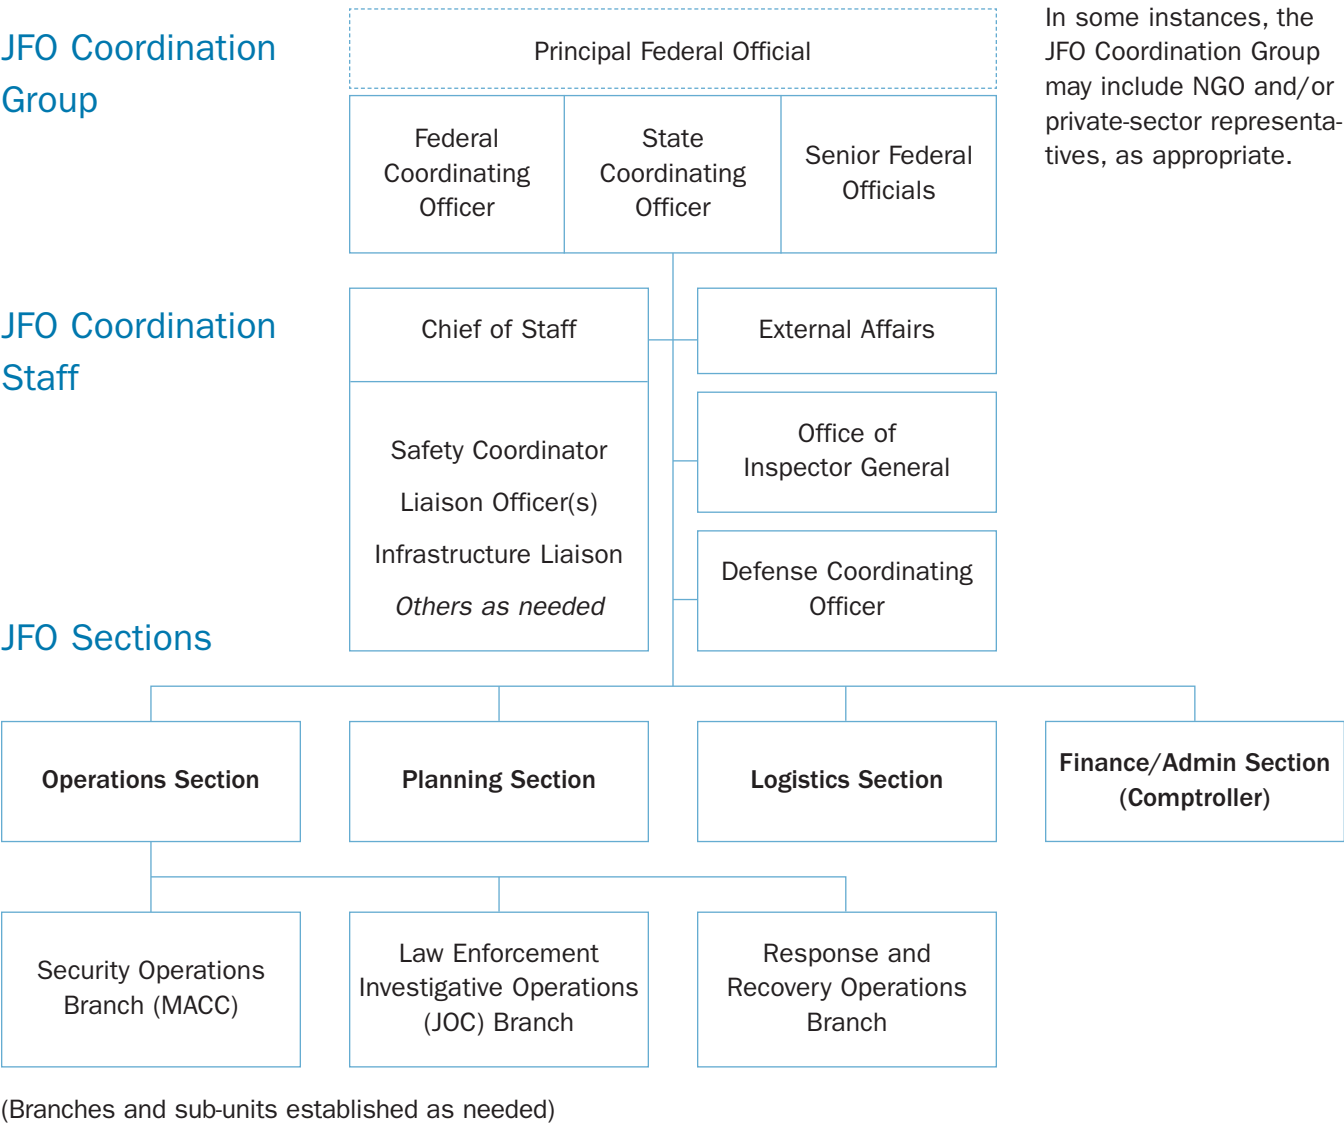 JFO Coordination
Group
Principal Federal Official
Federal
Coordinating
Officer
State
Coordinating
Officer
Senior Federal
Officials
In some instances, the
JFO Coordination Group
may include NGO and/or
private-sector representa-
tives, as appropriate.
JFO Coordination
Staff
Chief of Staff
Safety Coordinator
Liaison Officer(s)
Infrastructure Liaison
Others as needed
External Affairs
Office of
Inspector General
Defense Coordinating
Officer
JFO Sections
Operations Section
Planning Section
Logistics Section
Finance/Admin Section
(Comptroller)
Security Operations
Branch (MACC)
Law Enforcement
Investigative Operations
(JOC) Branch
Response and
Recovery Operations
Branch
(Branches and sub-units established as needed)